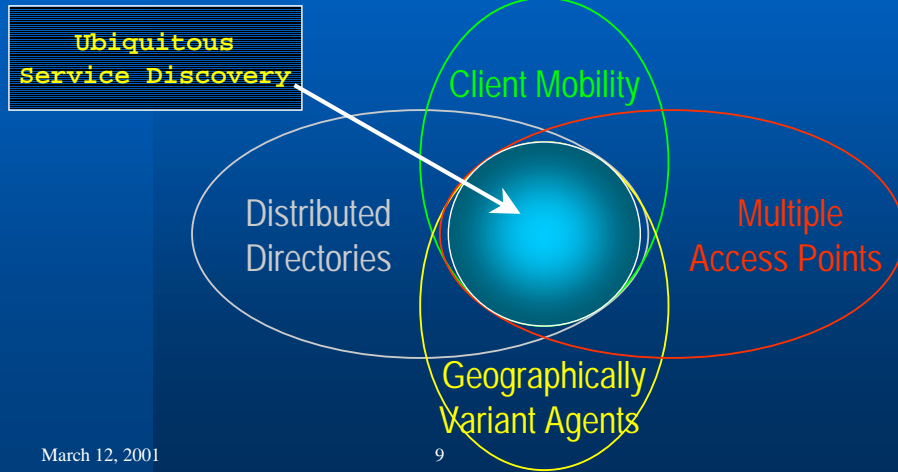 Ubiquitous
Service Discovery
Client Mobility
Distributed
Directories
Multiple
Access Points
Geographically
Variant Agents
March 12, 2001
9